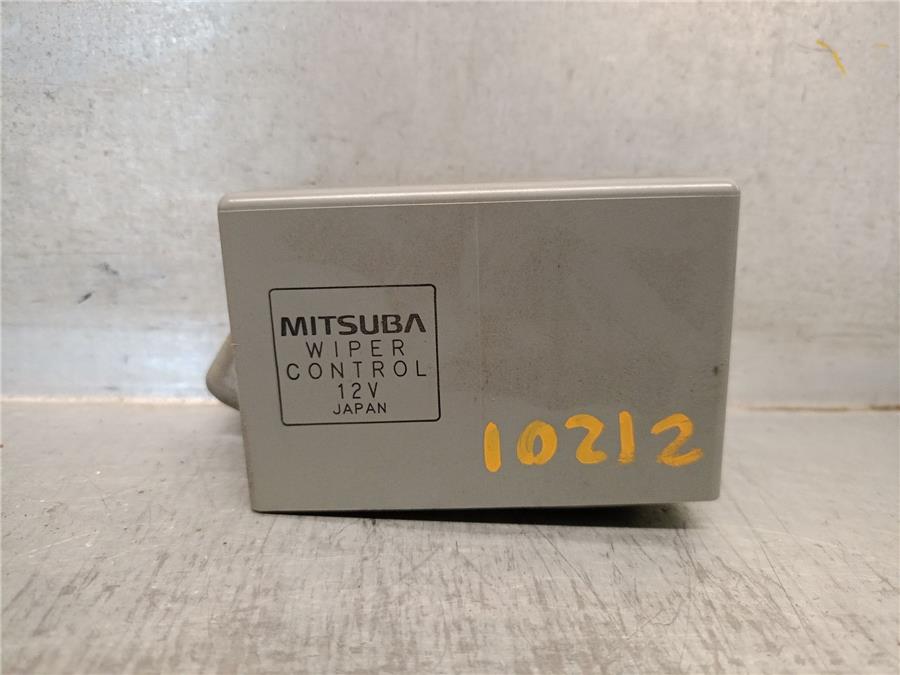 MITSUBA
WIPER
CONTROL
12V
JAPAN
10212